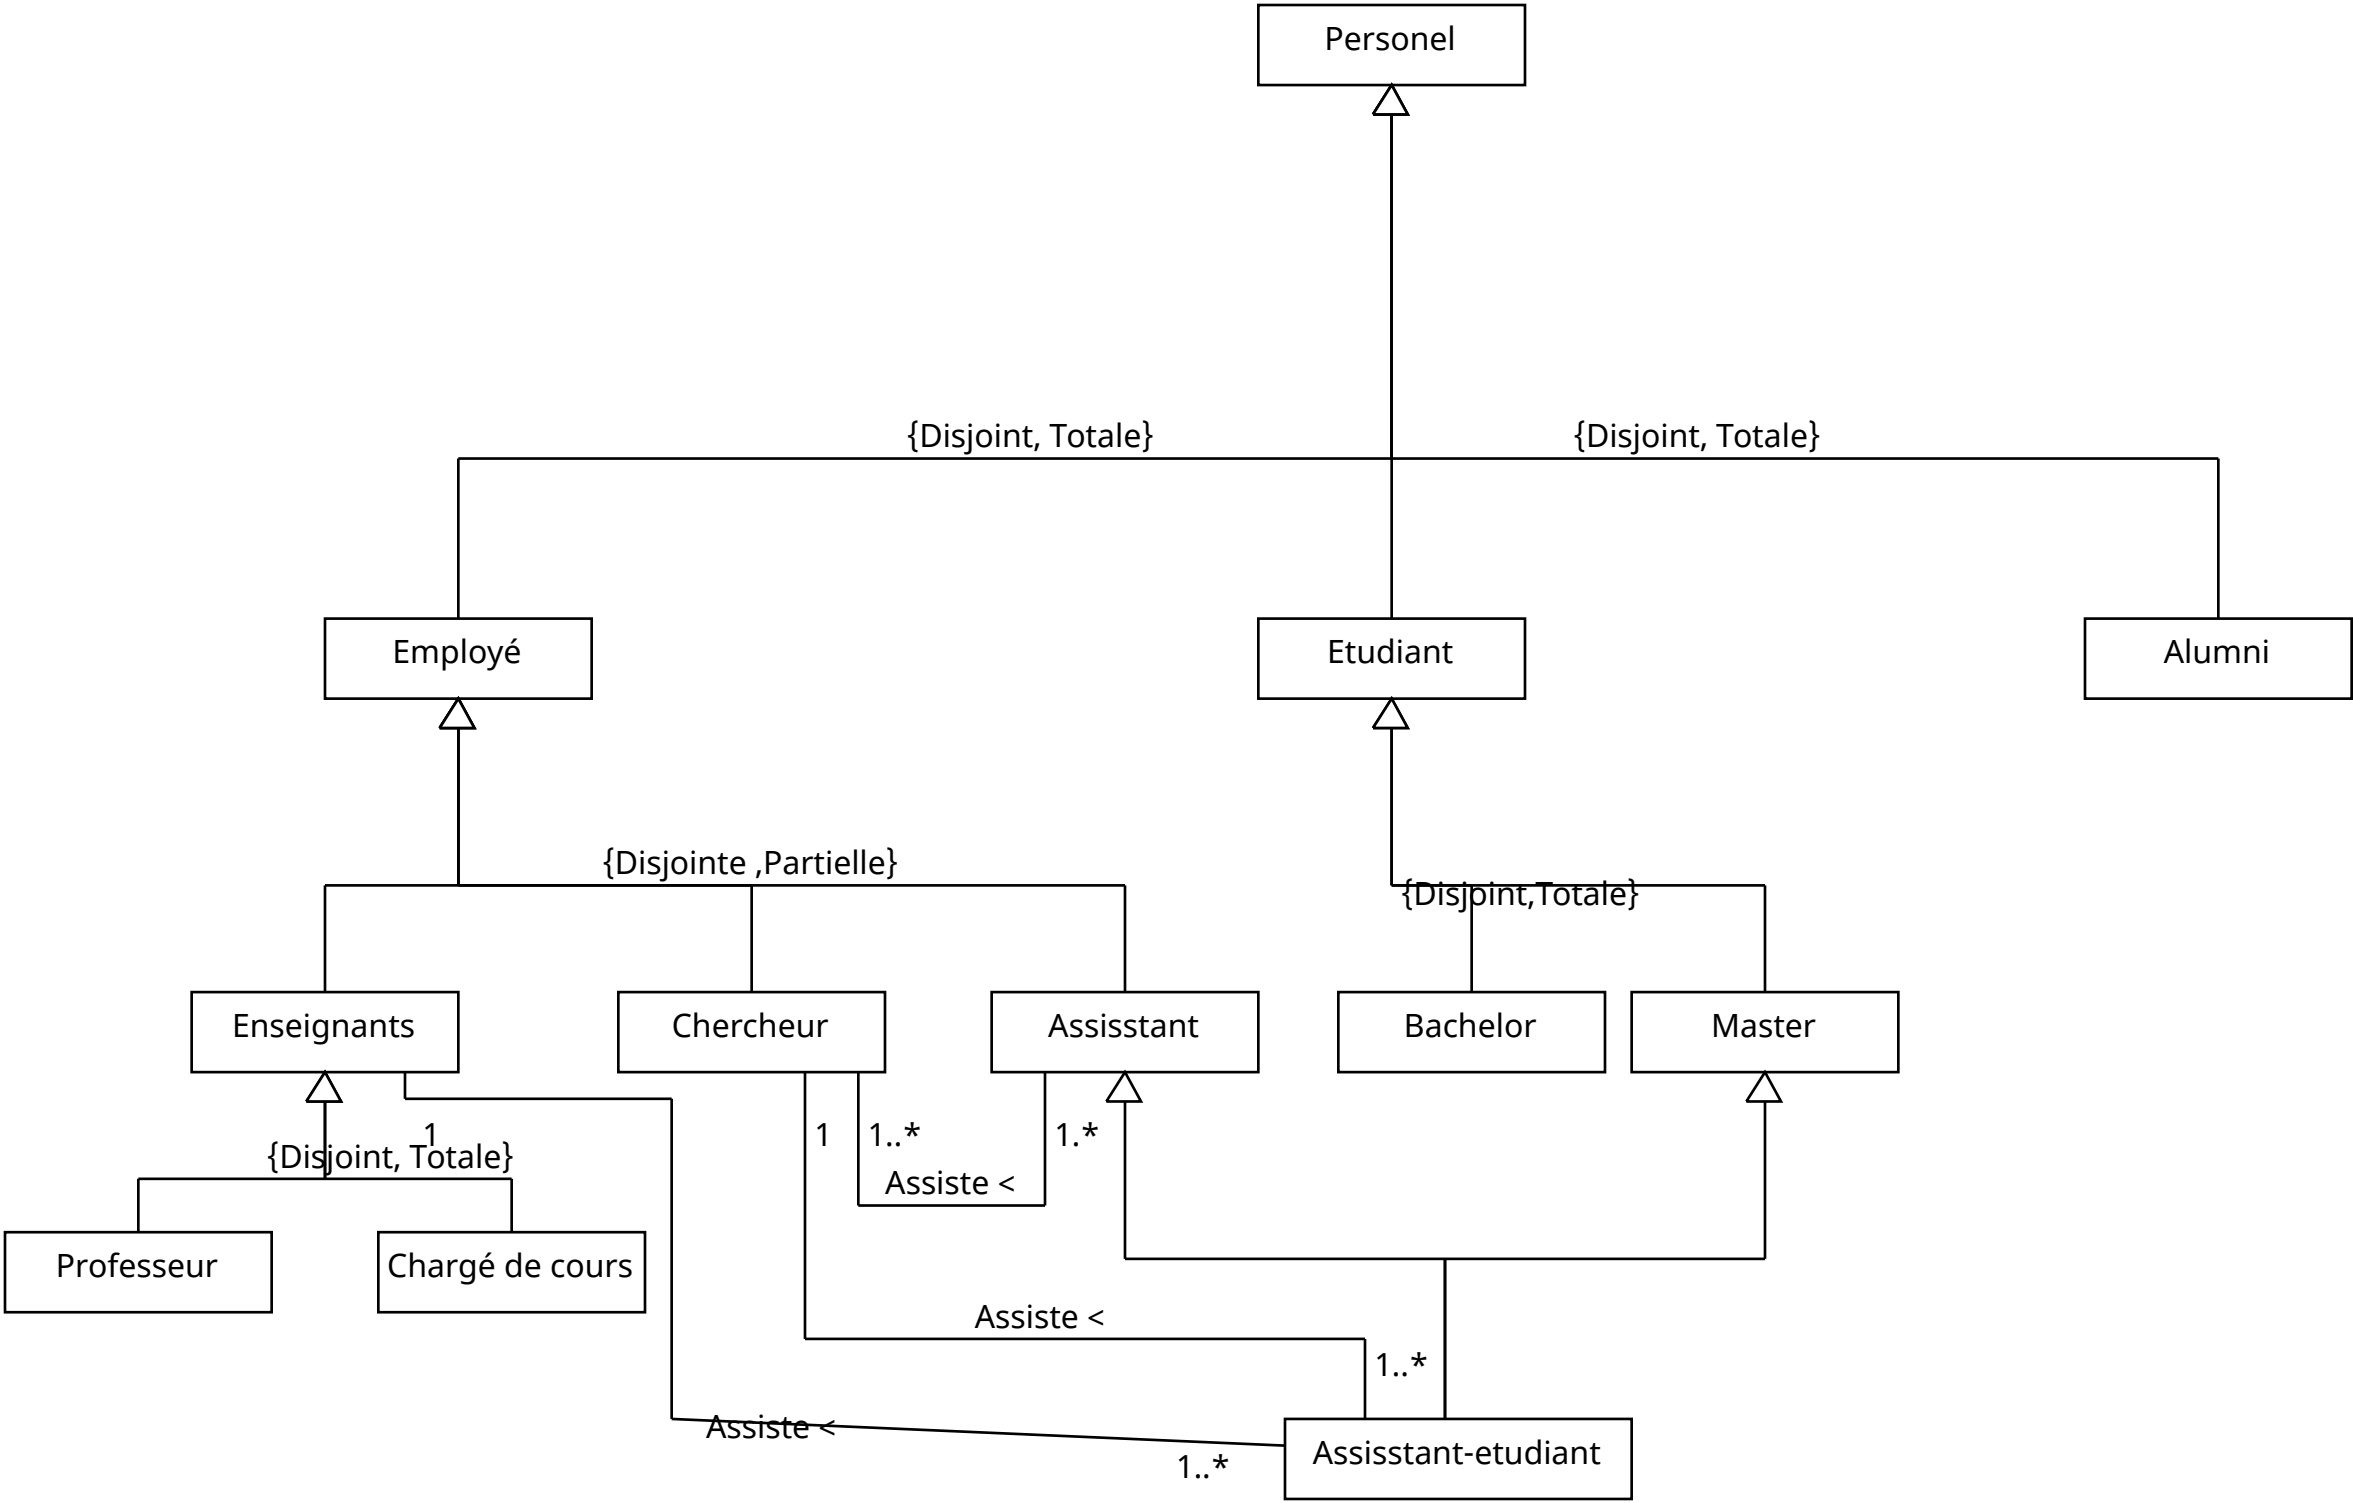 Personel
{Disjoint, Totale}
{Disjoint, Totale}
Employé
Etudiant
Alumni
{Disjointe ,Partielle}
{Disjoint,Totale}
Enseignants
Chercheur
Assisstant
Bachelor
Master
1
1
1..*
1.*
{Disjoint, Totale}
Assiste <
Professeur
Chargé de cours
Assiste <
1..*
Assiste <
Assisstant-etudiant
1..*